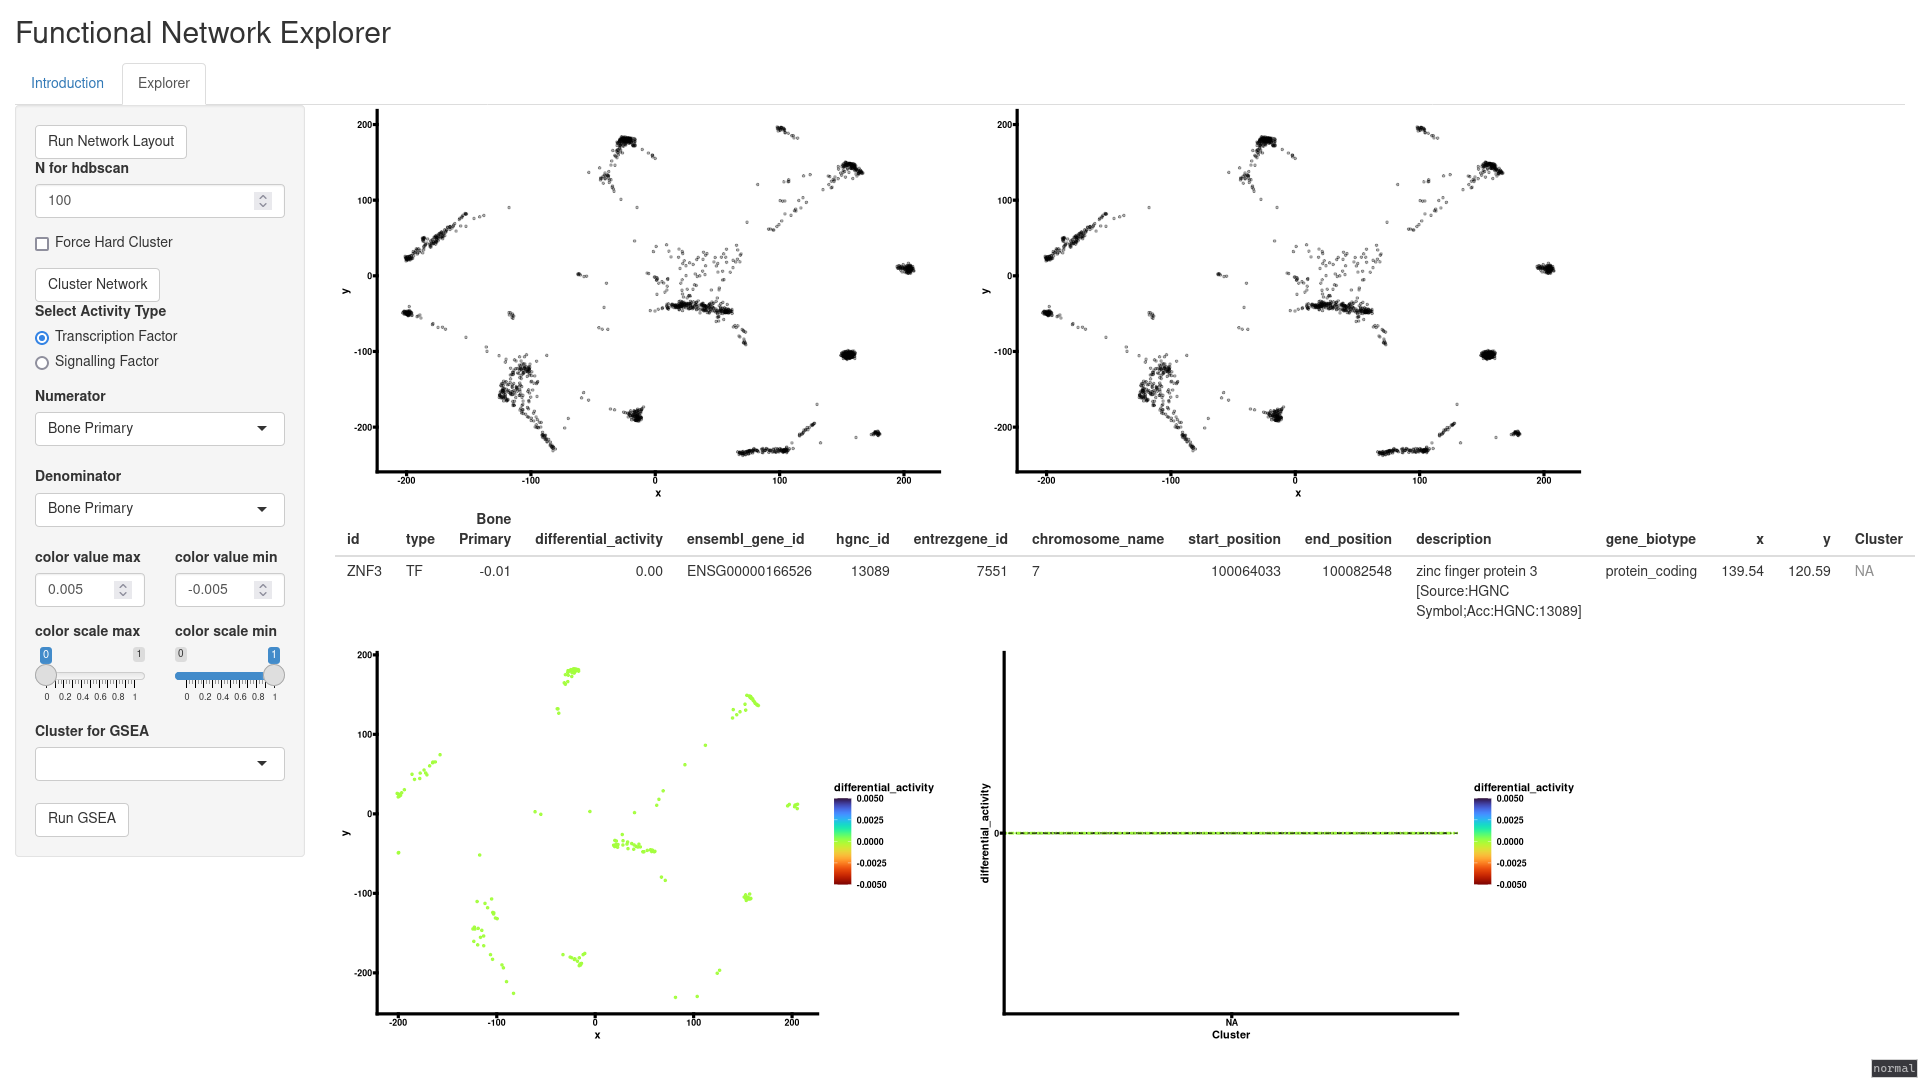 Functional Network Explorer
Introduction
Explorer
Run Network Layout
N for hdbscan
100
Force Hard Cluster
Cluster Network
Select Activity Type
Transcription Factor
Signalling Factor
Numerator
Bone Primary
Denominator
Bone Primary
color value max
color value min
0.005
-0.005
color scale max
color scale min
0 1
0 1
0 0.2 0.4 0.6 0.8 1
0 0.2 0.4 0.6 0.8 1
Cluster for GSEA
Run GSEA
200
100
0
-100
-200
y
-200 -100 0 100 200
x
200
100
0
-100
-200
y
-200 -100 0 100 200
x
id type Bone Primary differential_activity ensembl_gene_id hgnc_id entrezgene_id chromosome_name start_position end_position description gene_biotype x y Cluster
ZNF3 TF -0.01 0.00 ENSG00000166526 13089 7551 7 100064033 100082548 zinc finger protein 3 protein_coding 139.54 120.59 NA
[Source:HGNC
Symbol;Acc:HGNC:13089]
200
100
0
-100
-200
y
-200 -100 0 100 200
x
differential_activity
0.0050
0.0025
0.0000
-0.0025
-0.0050
differential_activity
0
NA
Cluster
differential_activity
0.0050
0.0025
0.0000
-0.0025
-0.0050
normal